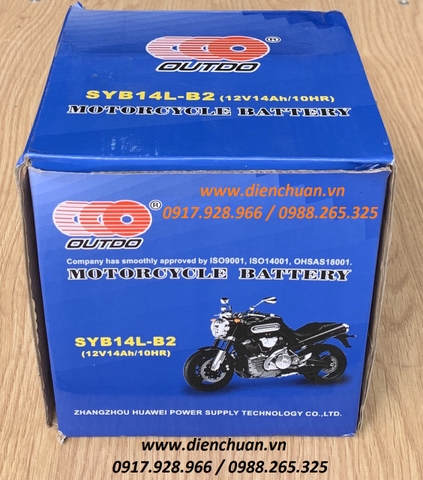 OUTDO
®
SYB14L-B2 (12V14Ah/10HR)
MOTORCYCLE BATTERY
www.dienchuan.vn
0917.928.966 / 0988.265.325
®
OUTDO
Company has smoothly approved by ISO9001, ISO14001, OHSAS18001.
MOTORCYCLE BATTERY
SYB14L-B2
(12V14Ah/10HR)
ZHANGZHOU HUAWEI POWER SUPPLY TECHNOLOGY CO.,LTD.
www.dienchuan.vn
0917.928.966 / 0988.265.325